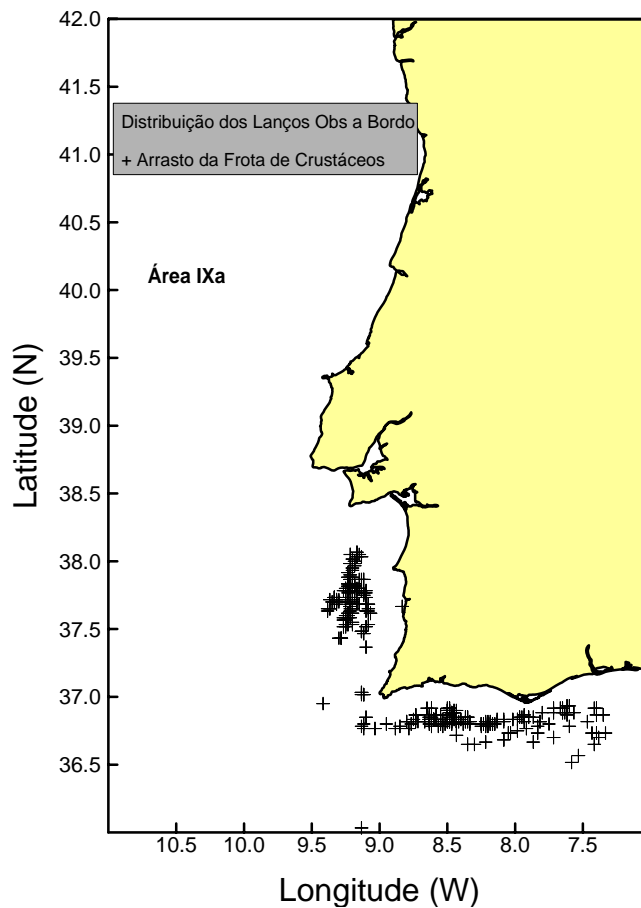 42.0
41.5
Distribuição dos Lanços Obs a Bordo
41.0
+ Arrasto da Frota de Crustáceos
40.5
Área IXa
40.0
39.5
39.0
38.5
38.0
37.5
37.0
36.5
Latitude (N)
10.5 10.0 9.5 9.0 8.5 8.0 7.5
Longitude (W)